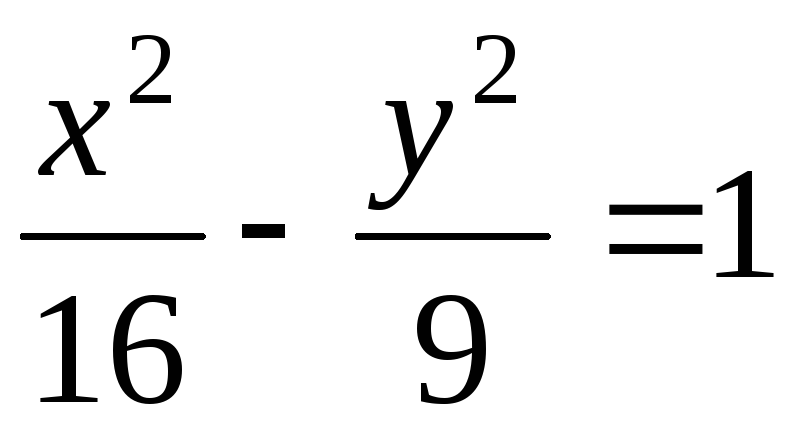 x²/16 - y²/9 =1